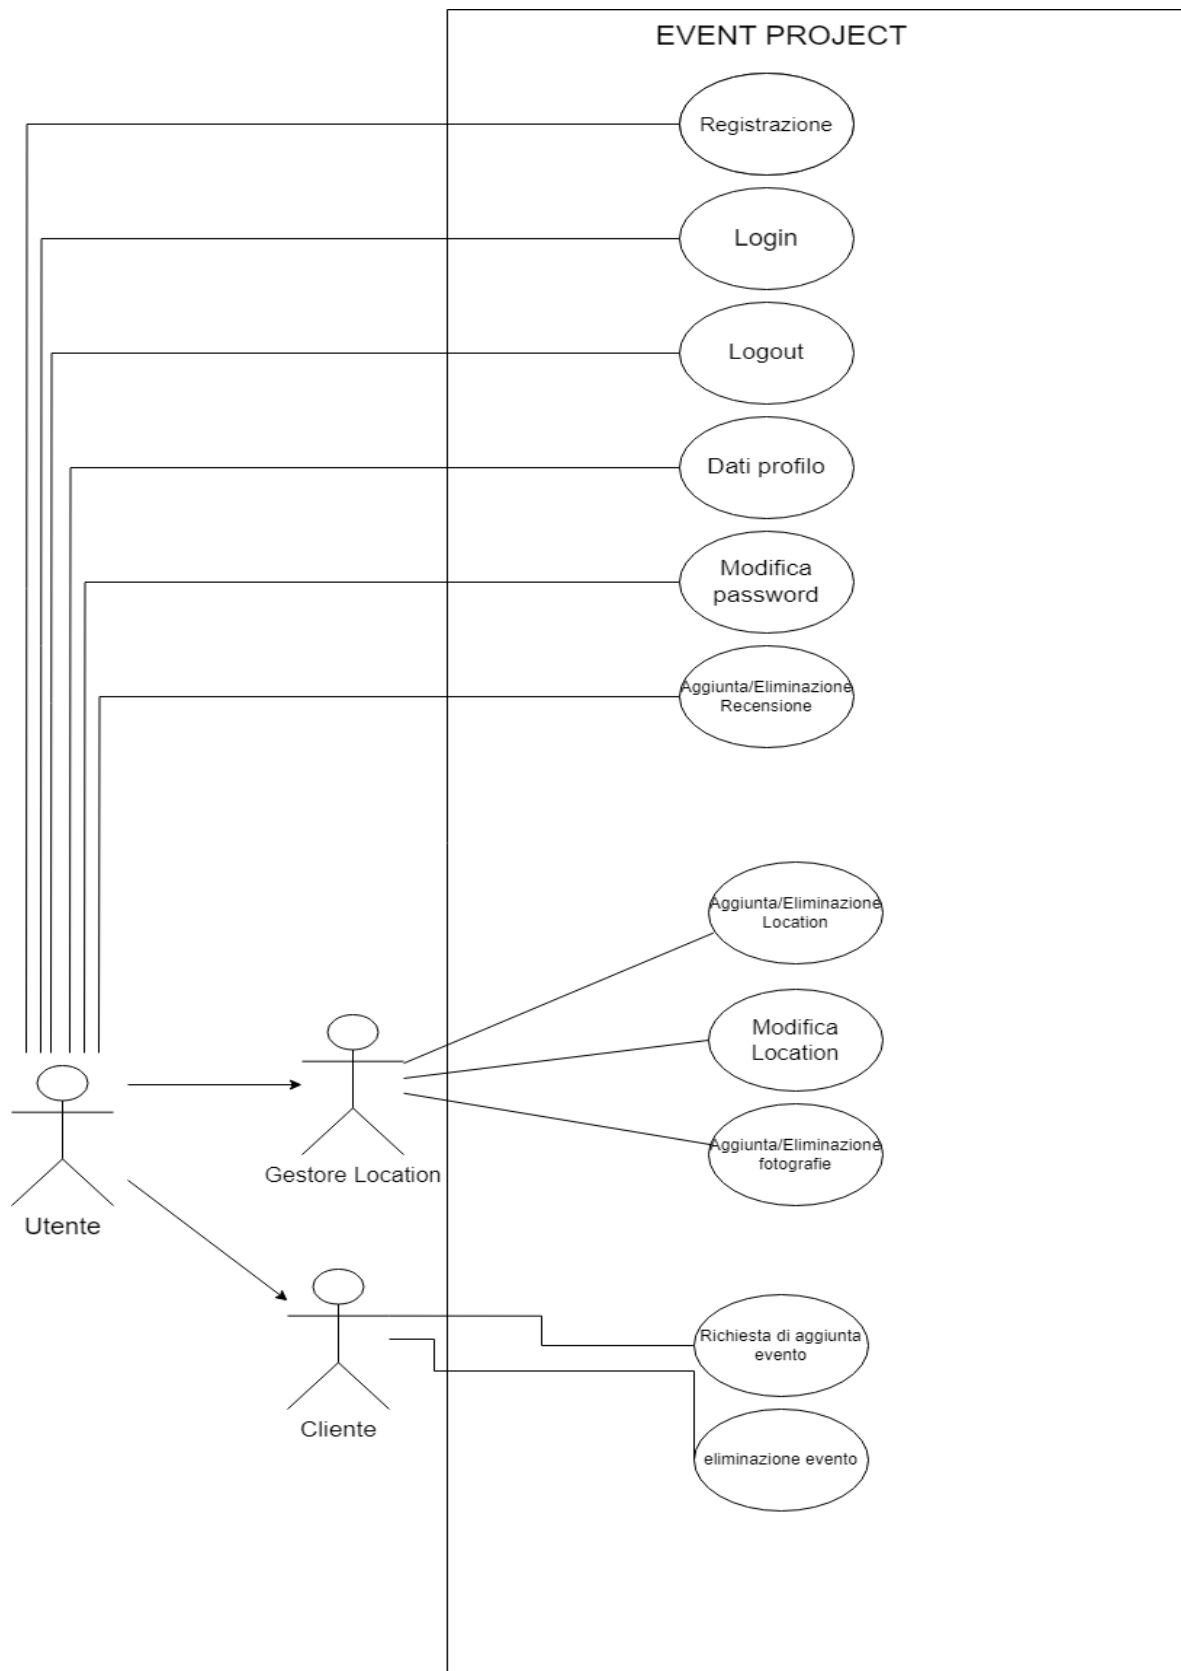 EVENT PROJECT
Registrazione
Login
Logout
Dati profilo
Modifica
password
Aggiunta/Eliminazione
Recensione
Aggiunta/Eliminazione
Location
Modifica
Location
Aggiunta/Eliminazione
fotografie
Gestore Location
Utente
Richiesta di aggiunta
evento
Cliente
eliminazione evento